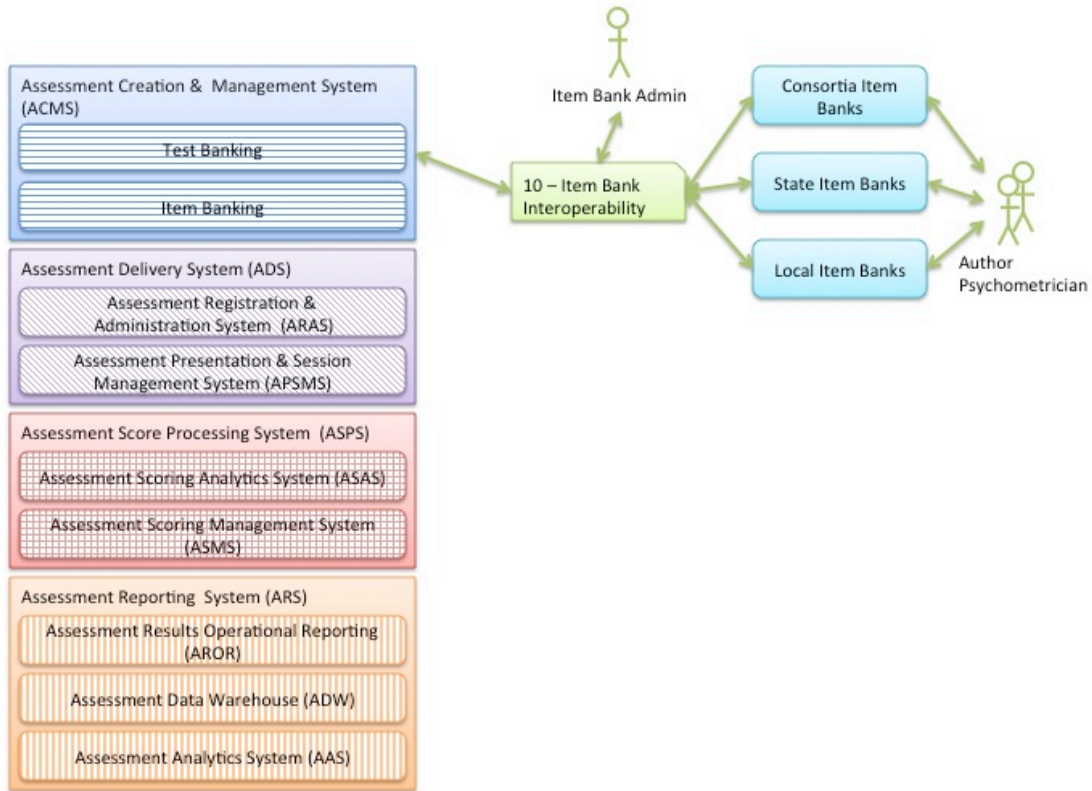 Assessment Creation & Management System
(ACMS)
Test Banking
Item Banking
Assessment Delivery System (ADS)
Assessment Registration &
Administration System (ARAS)
Assessment Presentation & Session
Management System (APSMS)
Assessment Score Processing System (ASPS)
Assessment Scoring Analytics System (ASAS)
Assessment Scoring Management System
(ASMS)
Assessment Reporting System (ARS)
Assessment Results Operational Reporting
(AROR)
Assessment Data Warehouse (ADW)
Assessment Analytics System (AAS)
Item Bank Admin
10 – Item Bank
Interoperability
Consortia Item
Banks
State Item Banks
Local Item Banks
Author
Psychometrician